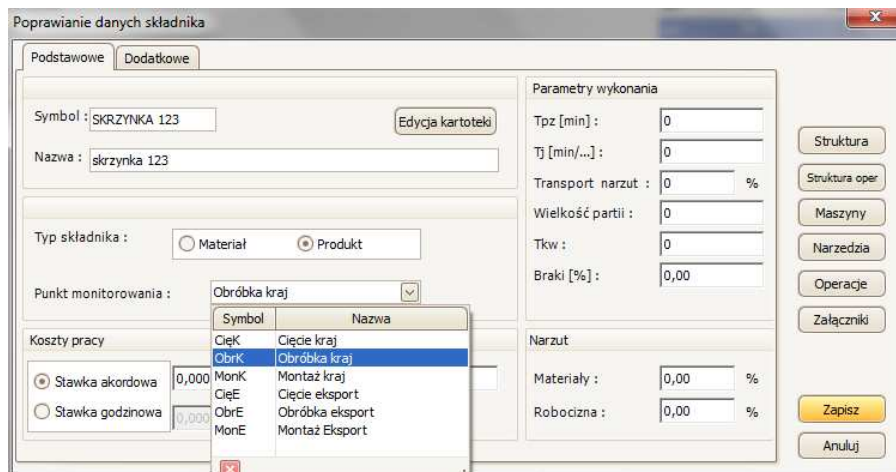 Poprawianie danych składnika
Podstawowe Dodatkowe
Symbol : SKRZYNKA 123 Edycja kartoteki
Nazwa : skrzynka 123
Typ składnika : Materiał Produkt
Punkt monitorowania : Obróbka kraj
Symbol Nazwa
CięK Cięcie kraj
ObrK Obróbka kraj
MonK Montaż kraj
CięE Cięcie eksport
ObrE Obróbka eksport
MonE Montaż Eksport
Koszty pracy
Stawka akordowa 0,000
Stawka godzinowa 0,000
Parametry wykonania
Tpz [min] : 0
Tj [min/...] : 0
Transport narzut : 0 %
Wielkość partii : 0
Tkw : 0
Braki [%] : 0,00
Narzut
Materiały : 0,00 %
Robocizna : 0,00 %
Struktura
Struktura oper
Maszyny
Narzedzia
Operacje
Załączniki
Zapisz
Anuluj